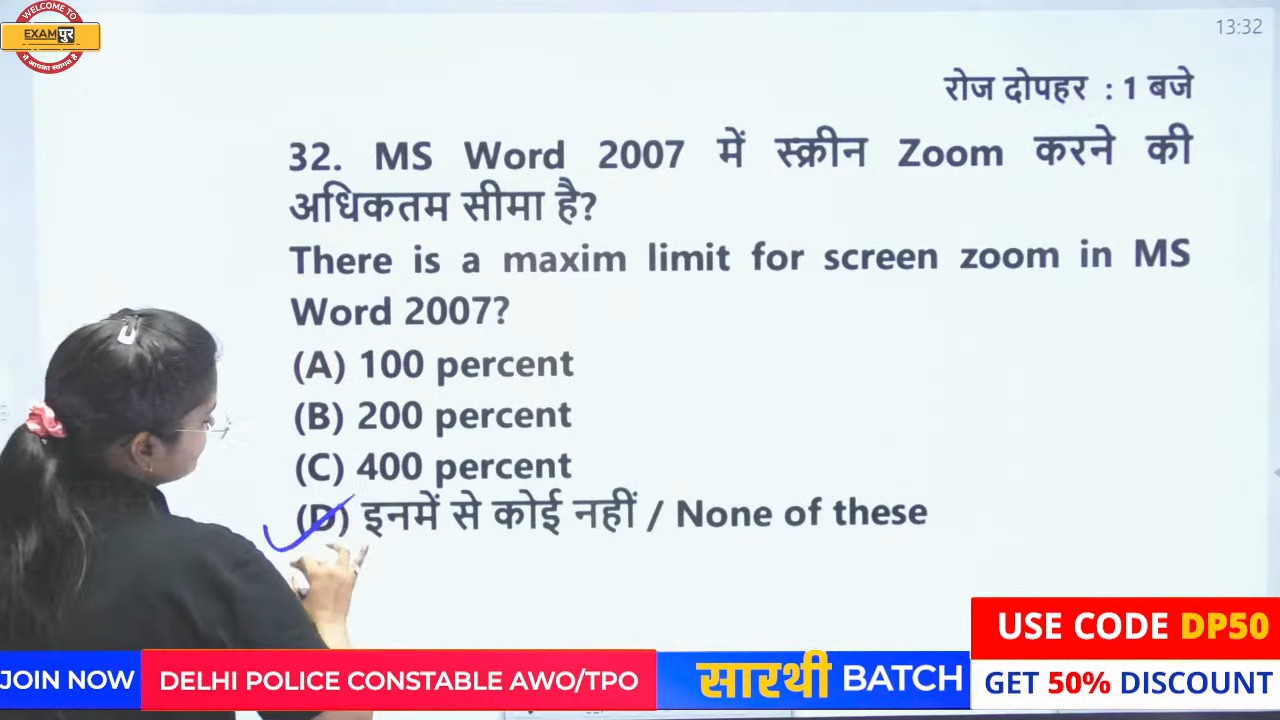 WELCOME TO
EXAMपुर
में आपका स्वागत है
13:32
रोज दोपहर : 1 बजे
32. MS Word 2007 में स्क्रीन Zoom करने की
अधिकतम सीमा है?
There is a maxim limit for screen zoom in MS
Word 2007?
(A) 100 percent
(B) 200 percent
(C) 400 percent
(D) इनमें से कोई नहीं / None of these
USE CODE DP50
JOIN NOW DELHI POLICE CONSTABLE AWO/TPO सारथी BATCH GET 50% DISCOUNT